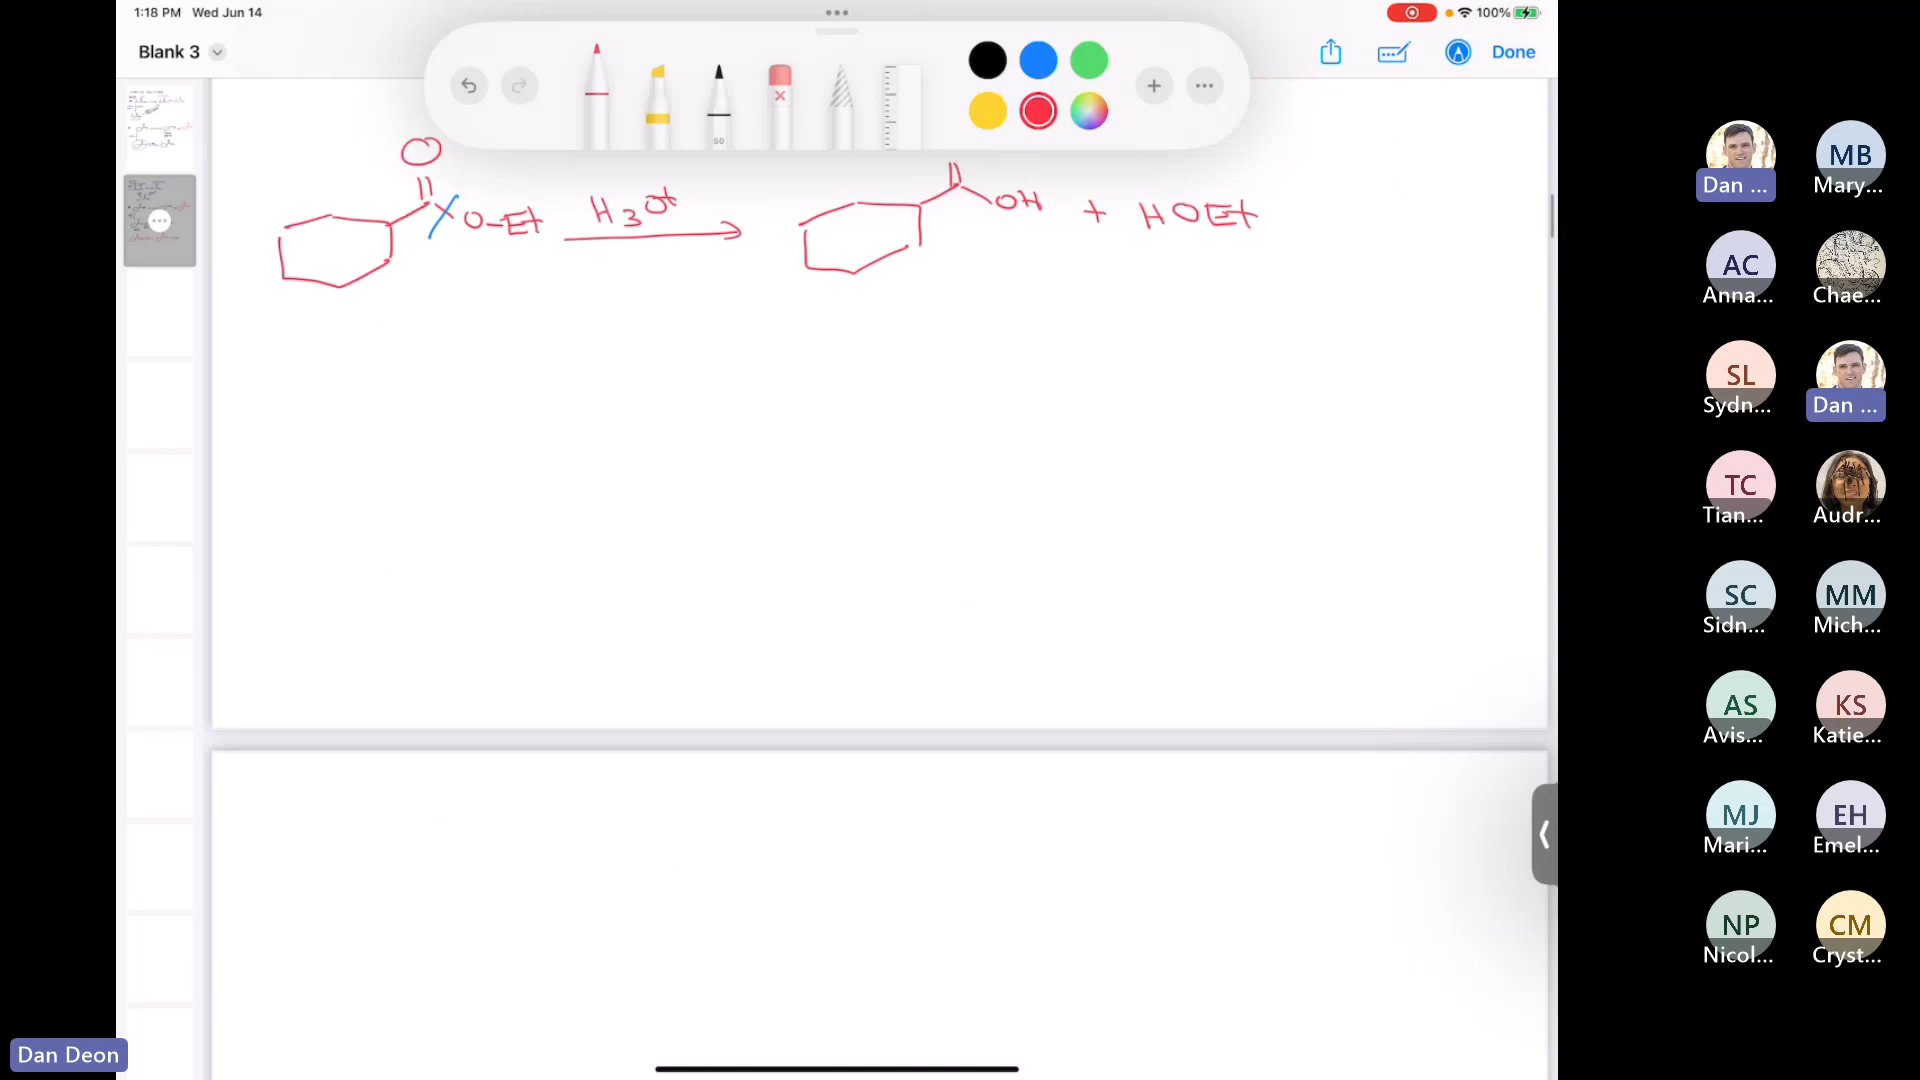 1:18 PM Wed Jun 14
100%
Blank 3
Done
50
O
O-Et
H3O+
OH + HOEt
Dan ...
MB
Mary...
AC
Anna...
Chae...
SL
Sydn...
Dan ...
TC
Tian...
Audr...
SC
Sidn...
MM
Mich...
AS
Avis...
KS
Katie...
MJ
Mari...
EH
Emel...
NP
Nicol...
CM
Cryst...
Dan Deon